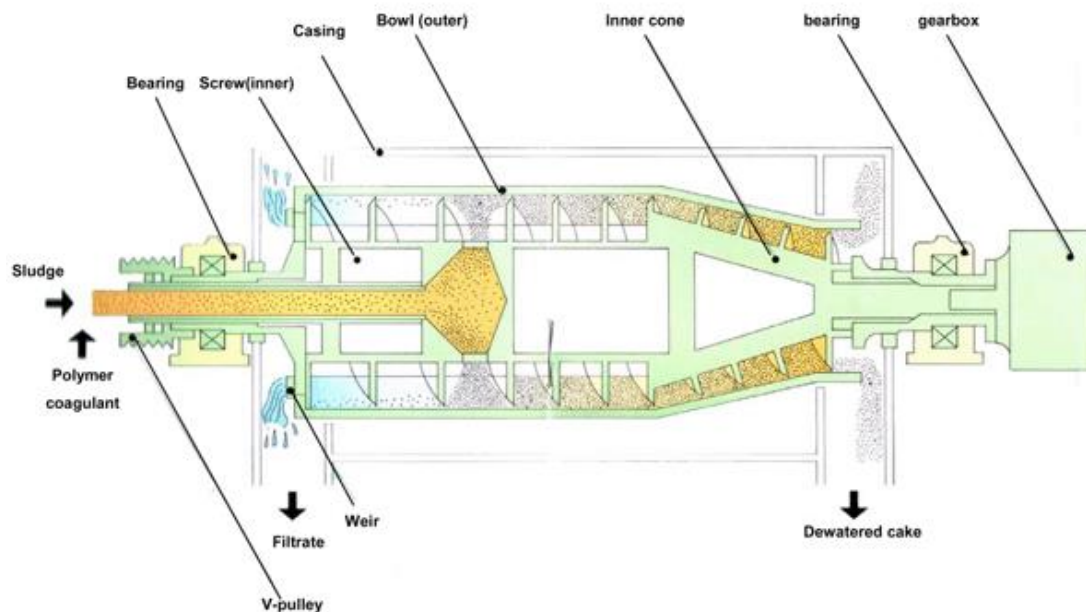 Bowl (outer)
Inner cone
bearing
gearbox
Casing
Bearing
Screw(inner)
Sludge
Polymer
coagulant
Weir
Filtrate
Dewatered cake
V-pulley